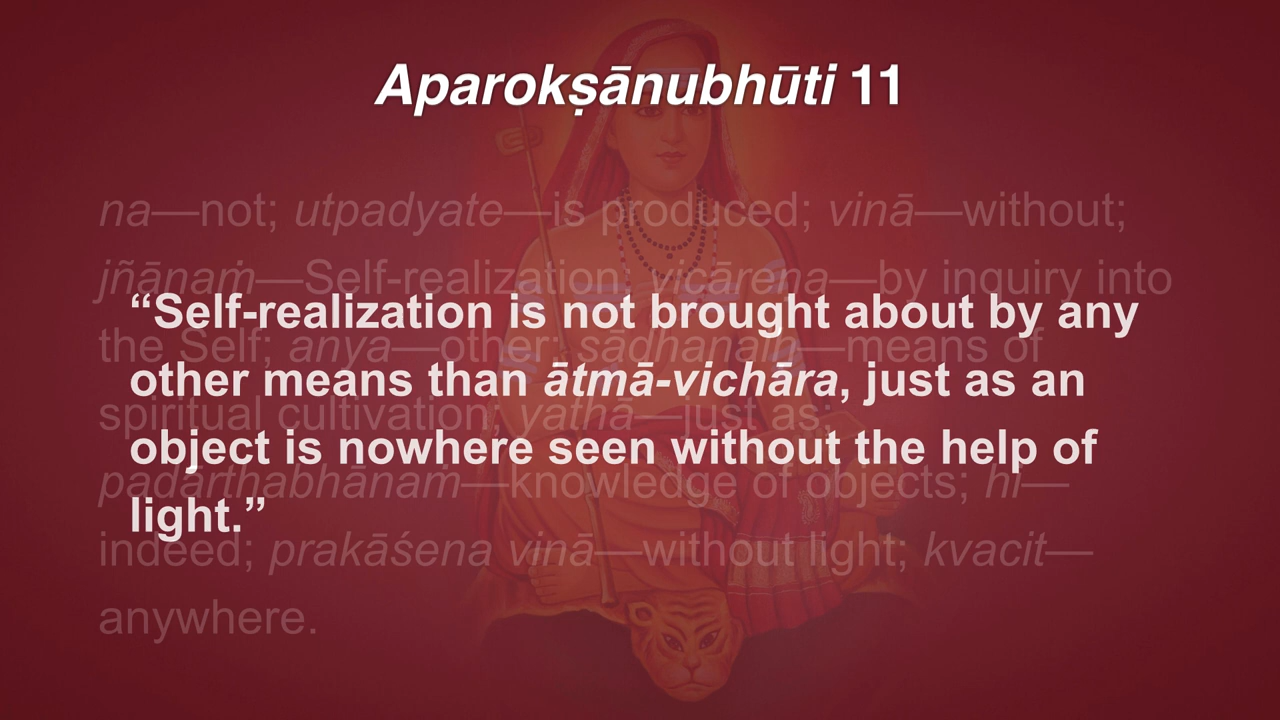 Aparokṣānubhūti 11
na—not; utpadyate—is produced; vinā—without;
jñānaṁ—Self-realization; vicāreṇa—by inquiry into
the Self; anya—other; sādhanaiḥ—means of
spiritual cultivation; yathā—just as;
padārthabhānaṁ—knowledge of objects; hi—
indeed; prakāśena vinā—without light; kvacit—
anywhere.
“Self-realization is not brought about by any
other means than ātmā-vichāra, just as an
object is nowhere seen without the help of
light.”